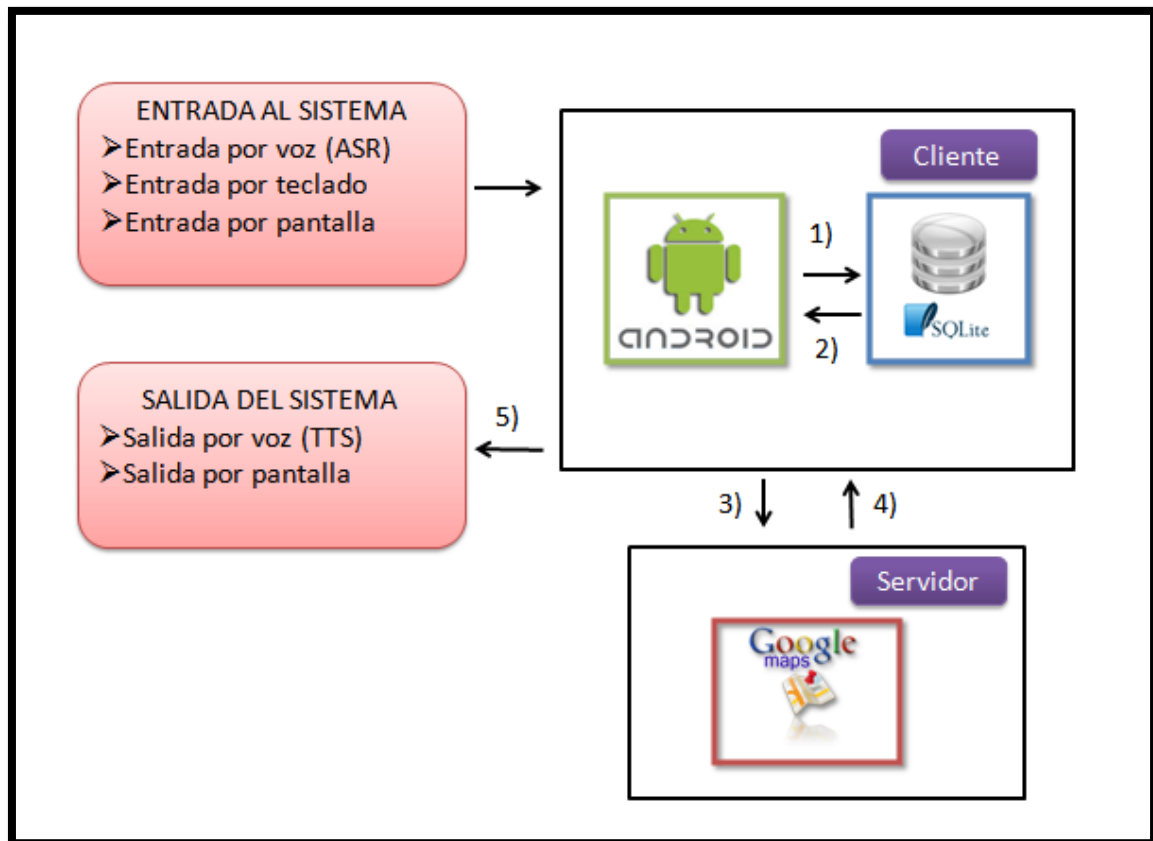 ENTRADA AL SISTEMA
➢Entrada por voz (ASR)
➢Entrada por teclado
➢Entrada por pantalla
Cliente
ANDROID
1)
2)
SQLite
SALIDA DEL SISTEMA
➢Salida por voz (TTS)
➢Salida por pantalla
5)
3)
4)
Servidor
Google
maps